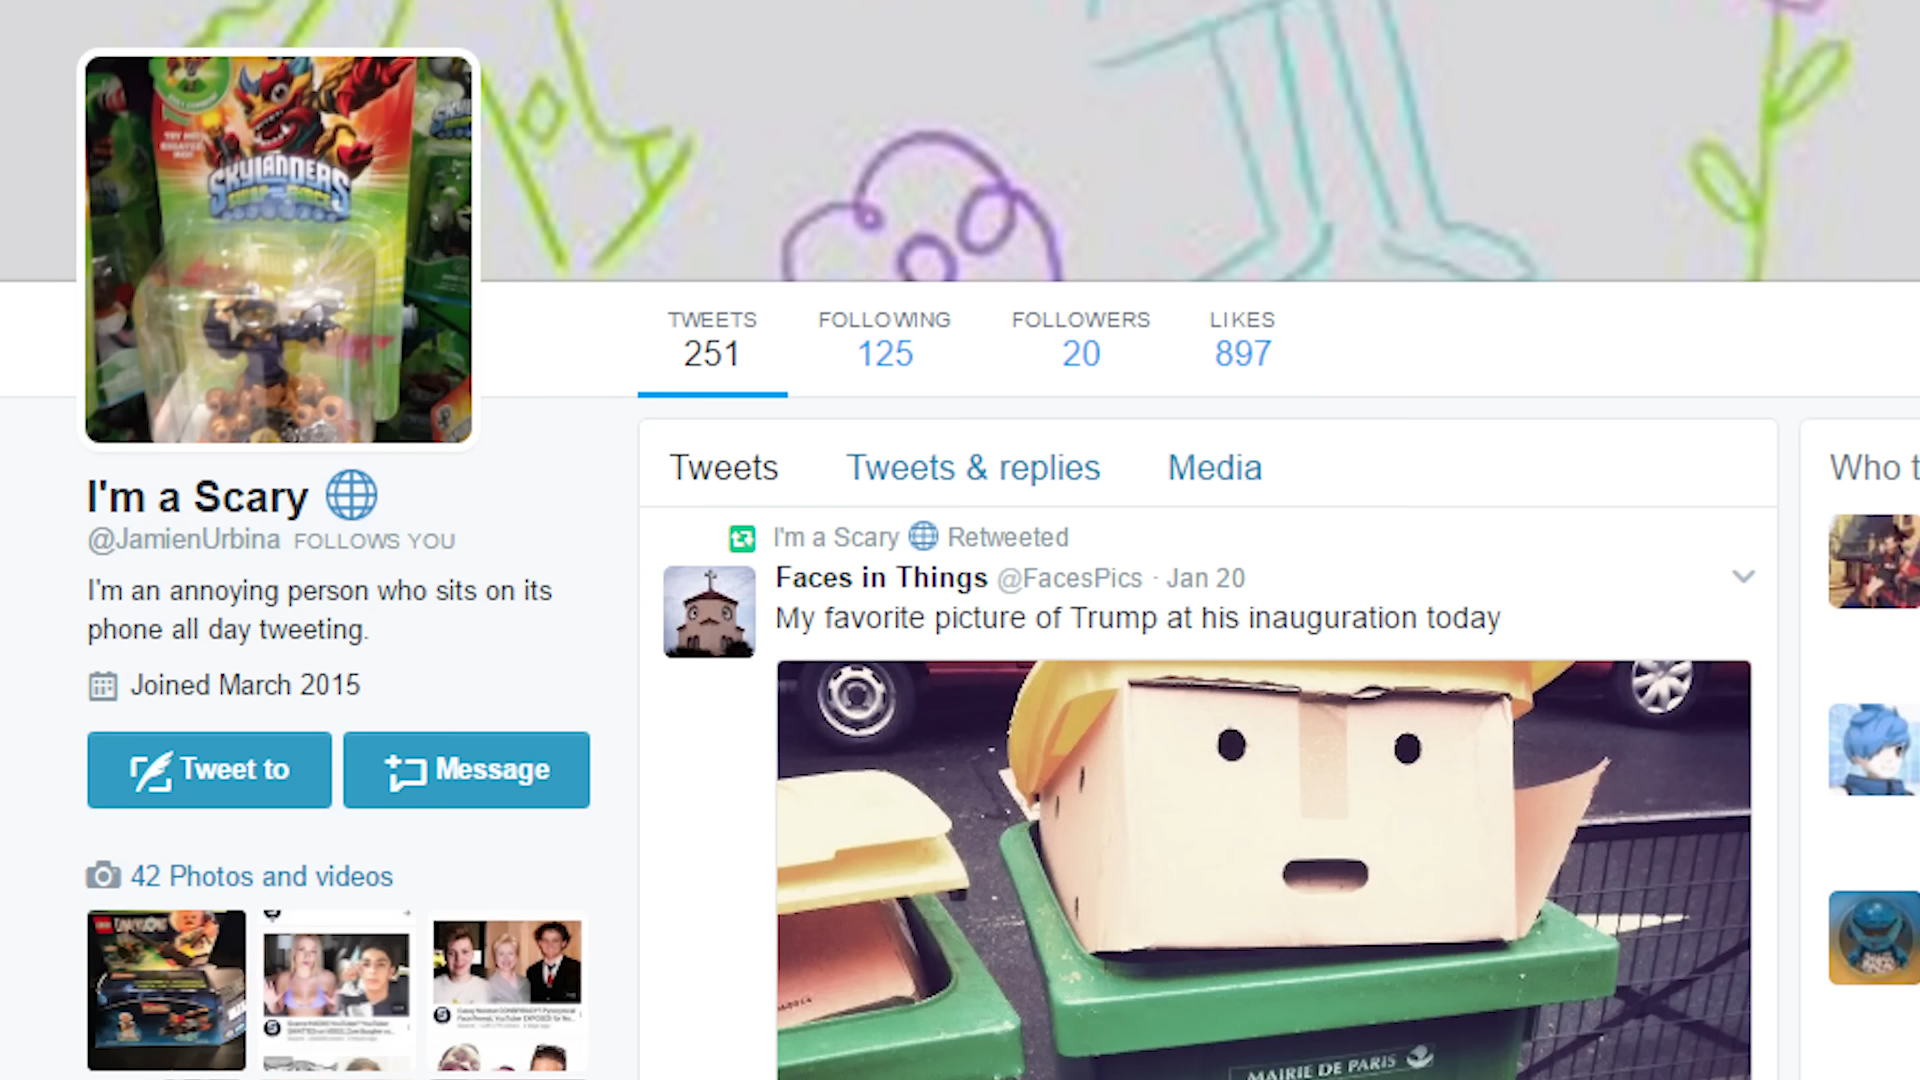 SKYLANDERS
TWEETS
251
FOLLOWING
125
FOLLOWERS
20
LIKES
897
I'm a Scary
@JamienUrbina FOLLOWS YOU
I'm an annoying person who sits on its
phone all day tweeting.
Joined March 2015
Tweet to
Message
42 Photos and videos
Tweets
Tweets & replies
Media
I'm a Scary Retweeted
Faces in Things @FacesPics · Jan 20
My favorite picture of Trump at his inauguration today
MAIRIE DE PARIS
Who t